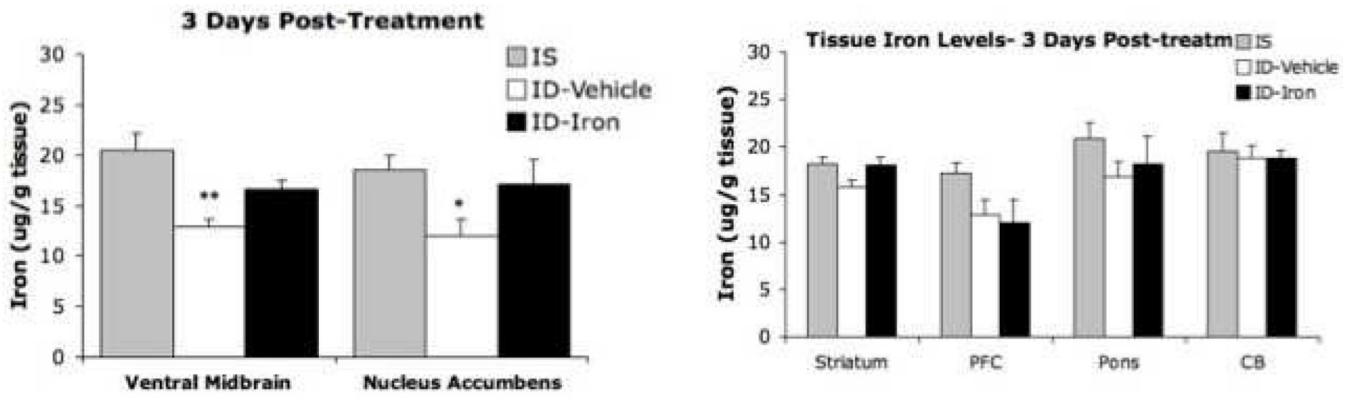 3 Days Post-Treatment
Iron (ug/g tissue)
30
25
20
15
10
5
0
IS
ID-Vehicle
ID-Iron
**
*
Ventral Midbrain
Nucleus Accumbens
Tissue Iron Levels- 3 Days Post-treatm
Iron (ug/g tissue)
30
25
20
15
10
5
0
IS
ID-Vehicle
ID-Iron
Striatum
PFC
Pons
CB